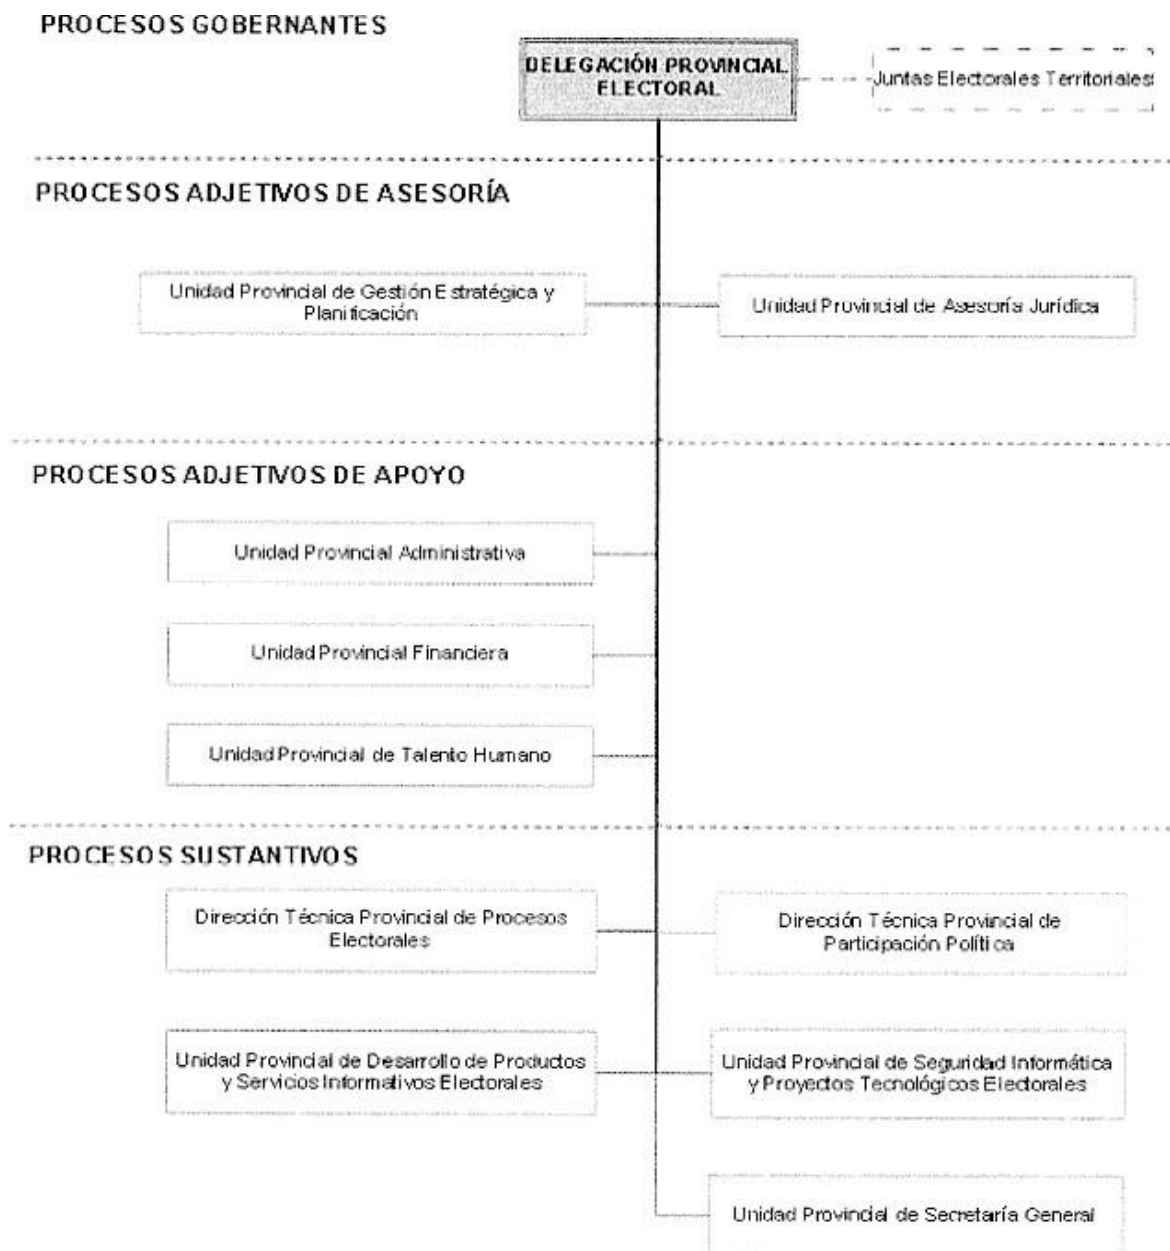 PROCESOS GOBERNANTES
DELEGACIÓN PROVINCIAL
ELECTORAL
Juntas Electorales Territoriales
PROCESOS ADJETIVOS DE ASESORÍA
Unidad Provincial de Gestión Estratégica y
Planificación
Unidad Provincial de Asesoría Jurídica
PROCESOS ADJETIVOS DE APOYO
Unidad Provincial Administrativa
Unidad Provincial Financiera
Unidad Provincial de Talento Humano
PROCESOS SUSTANTIVOS
Dirección Técnica Provincial de Procesos
Electorales
Dirección Técnica Provincial de
Participación Política
Unidad Provincial de Desarrollo de Productos
y Servicios Informativos Electorales
Unidad Provincial de Seguridad Informática
y Proyectos Tecnológicos Electorales
Unidad Provincial de Secretaría General